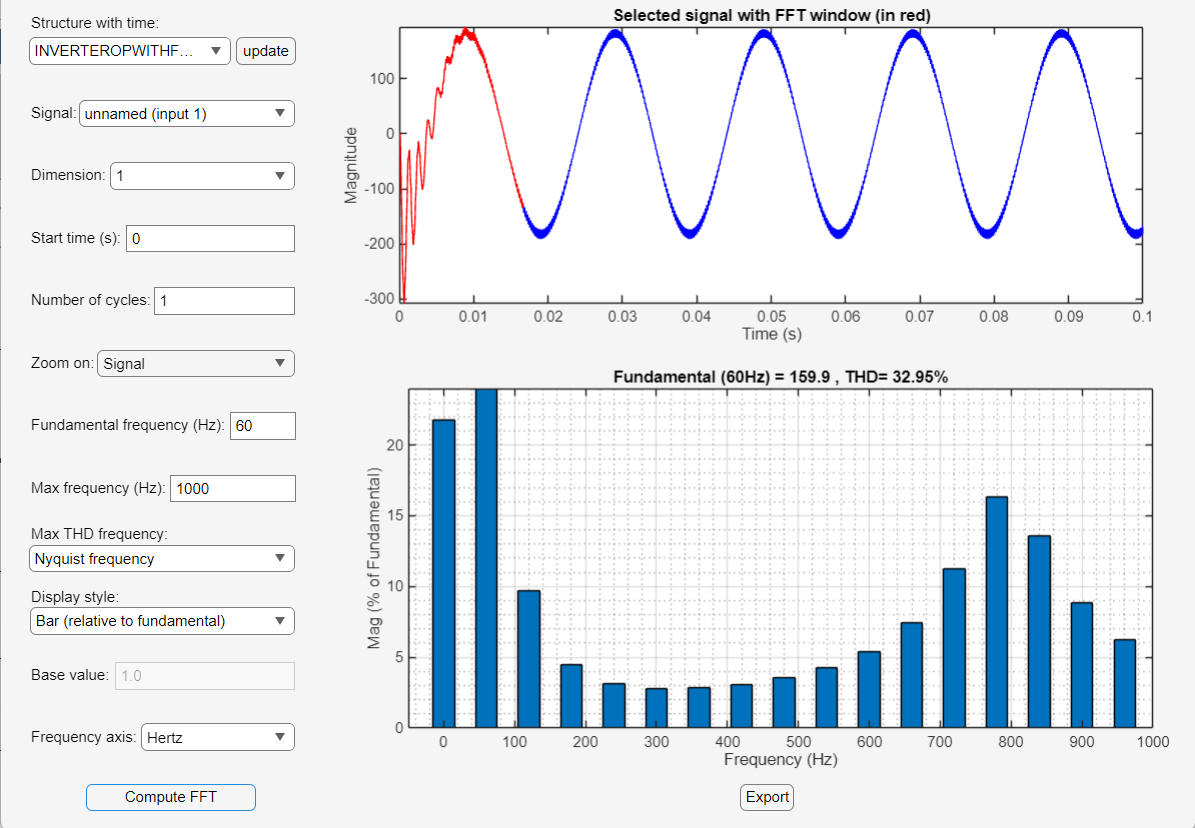 Structure with time:
INVERTEROPWITHF...
update
Signal: unnamed (input 1)
Dimension: 1
Start time (s): 0
Number of cycles: 1
Zoom on: Signal
Fundamental frequency (Hz): 60
Max frequency (Hz): 1000
Max THD frequency:
Nyquist frequency
Display style:
Bar (relative to fundamental)
Base value: 1.0
Frequency axis: Hertz
Compute FFT
Selected signal with FFT window (in red)
Magnitude
100
0
-100
-200
-300
0 0.01 0.02 0.03 0.04 0.05 0.06 0.07 0.08 0.09 0.1
Time (s)
Fundamental (60Hz) = 159.9 , THD= 32.95%
Mag (% of Fundamental)
20
15
10
5
0
0 100 200 300 400 500 600 700 800 900 1000
Frequency (Hz)
Export